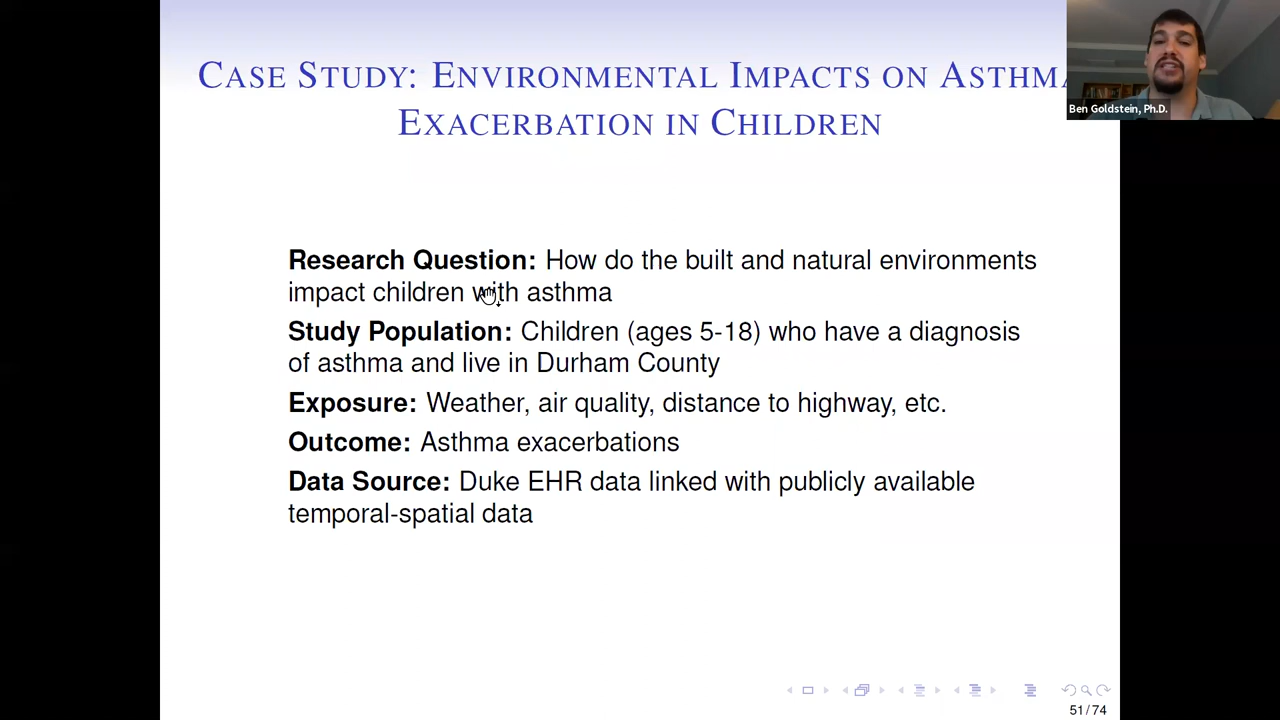 CASE STUDY: ENVIRONMENTAL IMPACTS ON ASTHMA
EXACERBATION IN CHILDREN
Ben Goldstein, Ph.D.
Research Question: How do the built and natural environments
impact children with asthma
Study Population: Children (ages 5-18) who have a diagnosis
of asthma and live in Durham County
Exposure: Weather, air quality, distance to highway, etc.
Outcome: Asthma exacerbations
Data Source: Duke EHR data linked with publicly available
temporal-spatial data
51/74